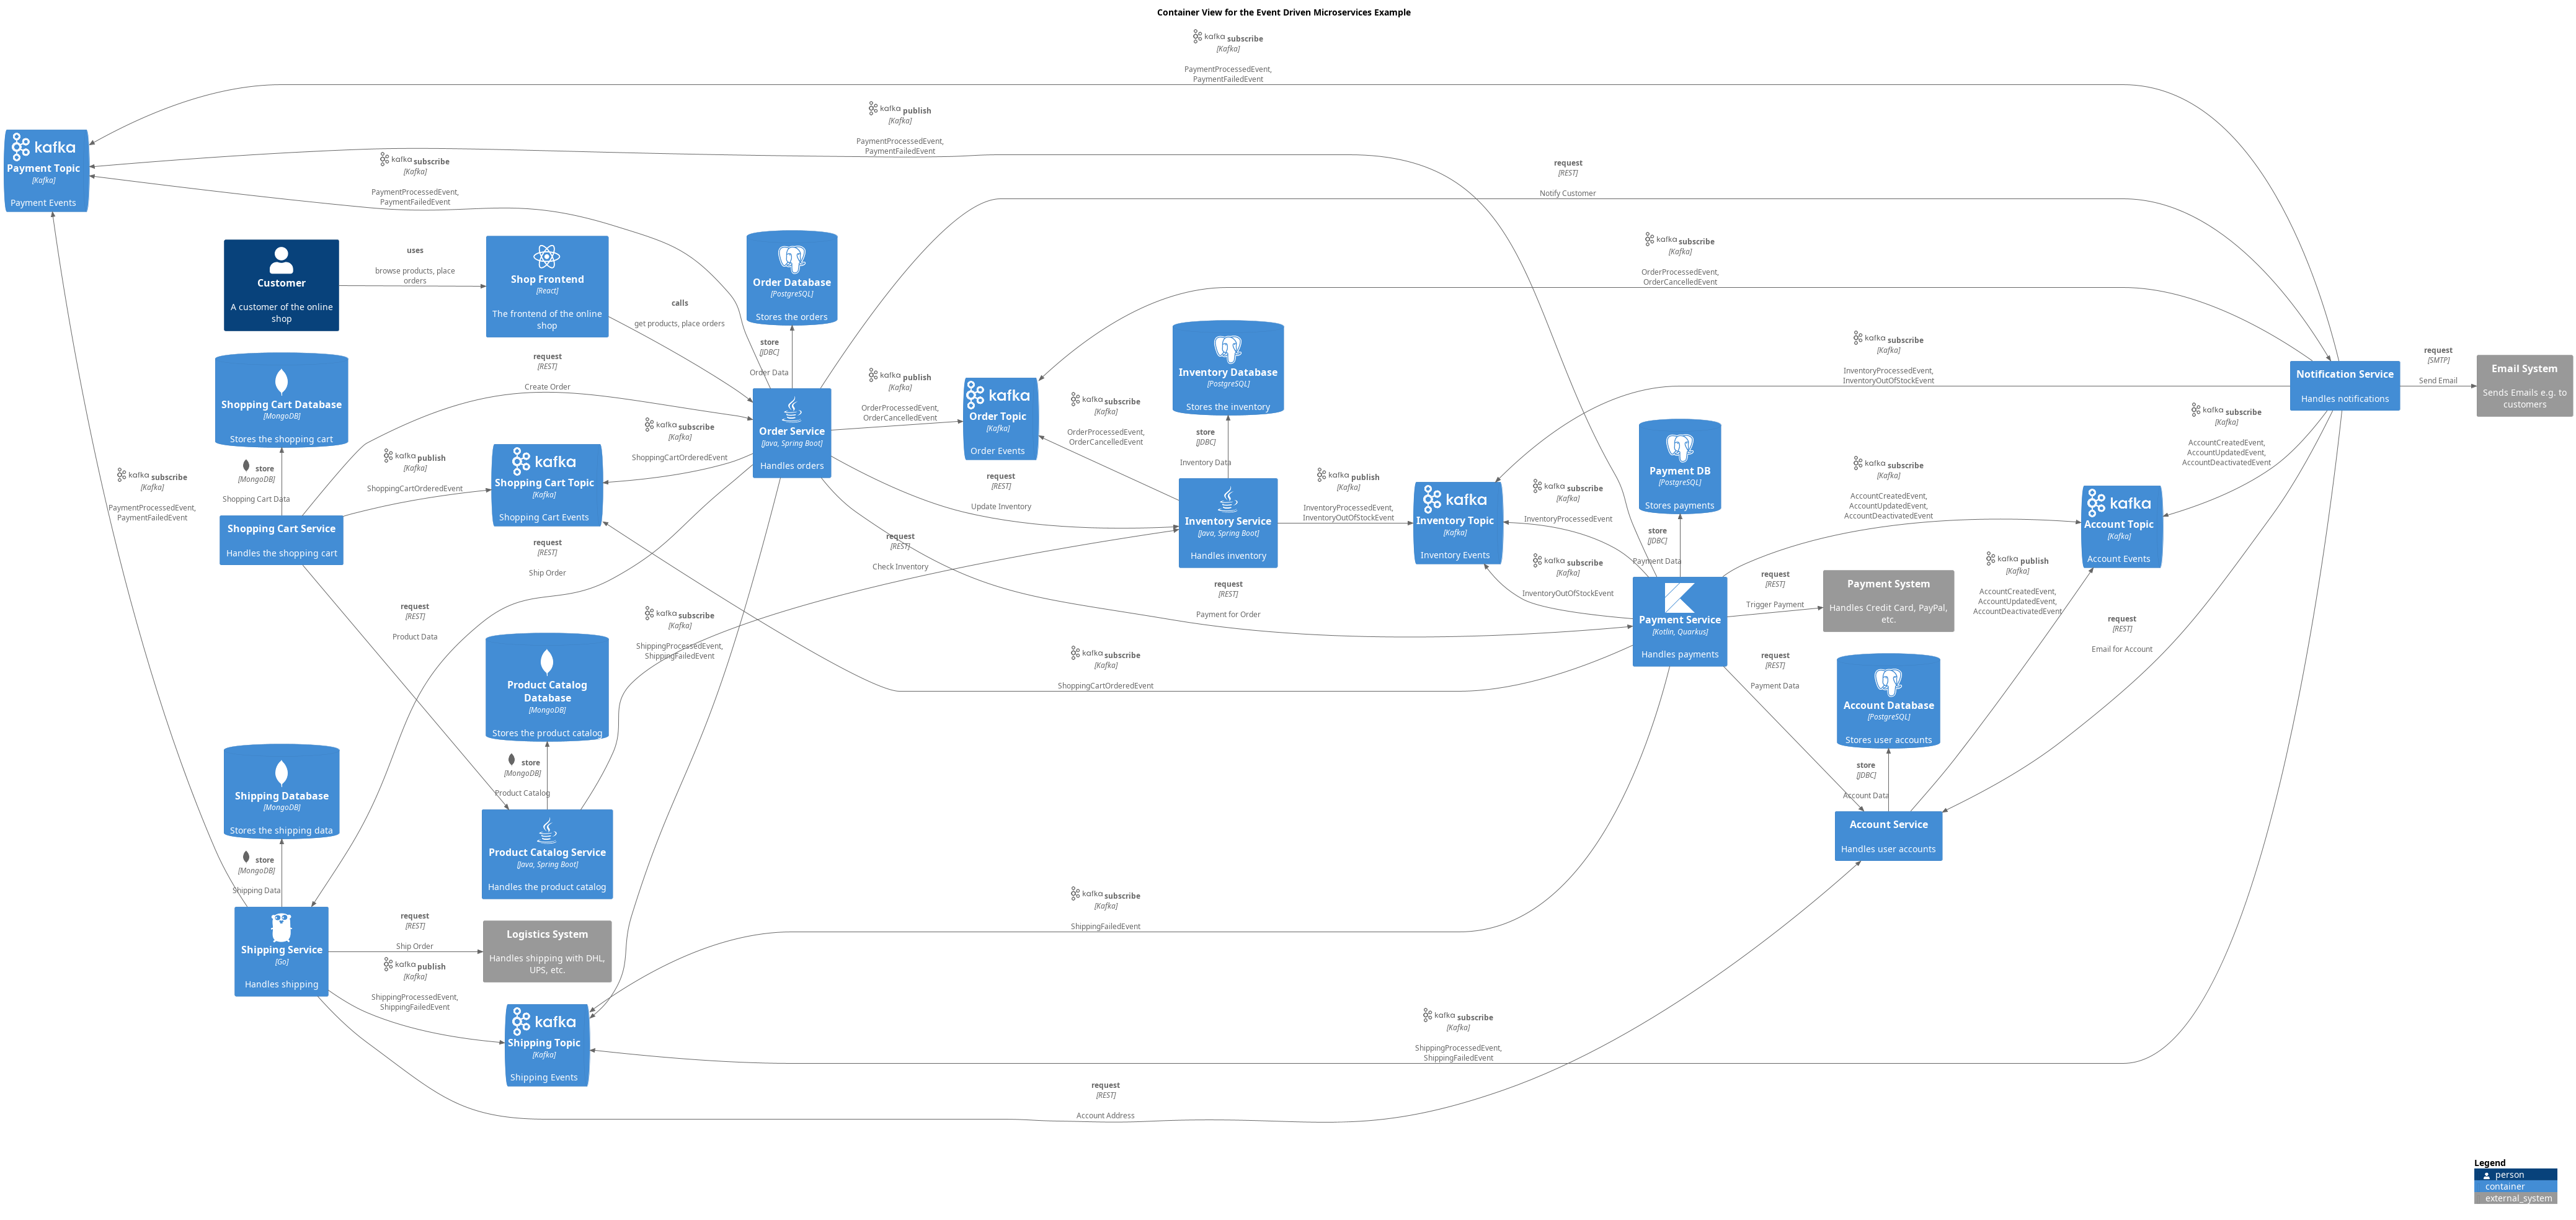 Container View for the Event Driven Microservices Example
kafka subscribe
[Kafka]
PaymentProcessedEvent,
PaymentFailedEvent
kafka publish
[Kafka]
PaymentProcessedEvent,
PaymentFailedEvent
kafka subscribe
[Kafka]
PaymentProcessedEvent,
PaymentFailedEvent
kafka
Payment Topic
[Kafka]
Payment Events
request
[REST]
Notify Customer
Customer
A customer of the online
shop
uses
browse products, place
orders
Shop Frontend
[React]
The frontend of the online
shop
calls
get products, place orders
Order Database
[PostgreSQL]
Stores the orders
store
[JDBC]
Order Data
kafka subscribe
[Kafka]
OrderProcessedEvent,
OrderCancelledEvent
Shopping Cart Database
[MongoDB]
Stores the shopping cart
store
[MongoDB]
Shopping Cart Data
Shopping Cart Service
Handles the shopping cart
request
[REST]
Create Order
kafka publish
[Kafka]
ShoppingCartOrderedEvent
kafka
Shopping Cart Topic
[Kafka]
Shopping Cart Events
kafka subscribe
[Kafka]
ShoppingCartOrderedEvent
Order Service
[Java, Spring Boot]
Handles orders
kafka publish
[Kafka]
OrderProcessedEvent,
OrderCancelledEvent
kafka
Order Topic
[Kafka]
Order Events
kafka subscribe
[Kafka]
OrderProcessedEvent,
OrderCancelledEvent
request
[REST]
Update Inventory
Inventory Database
[PostgreSQL]
Stores the inventory
store
[JDBC]
Inventory Data
Inventory Service
[Java, Spring Boot]
Handles inventory
kafka publish
[Kafka]
InventoryProcessedEvent,
InventoryOutOfStockEvent
kafka
Inventory Topic
[Kafka]
Inventory Events
kafka subscribe
[Kafka]
InventoryProcessedEvent
kafka subscribe
[Kafka]
InventoryOutOfStockEvent
kafka subscribe
[Kafka]
InventoryProcessedEvent,
InventoryOutOfStockEvent
Payment DB
[PostgreSQL]
Stores payments
store
[JDBC]
Payment Data
Payment Service
[Kotlin, Quarkus]
Handles payments
kafka subscribe
[Kafka]
AccountCreatedEvent,
AccountUpdatedEvent,
AccountDeactivatedEvent
request
[REST]
Trigger Payment
Payment System
Handles Credit Card, PayPal,
etc.
request
[REST]
Payment Data
Account Database
[PostgreSQL]
Stores user accounts
store
[JDBC]
Account Data
Account Service
Handles user accounts
kafka publish
[Kafka]
AccountCreatedEvent,
AccountUpdatedEvent,
AccountDeactivatedEvent
kafka
Account Topic
[Kafka]
Account Events
kafka subscribe
[Kafka]
AccountCreatedEvent,
AccountUpdatedEvent,
AccountDeactivatedEvent
request
[REST]
Email for Account
Notification Service
Handles notifications
request
[SMTP]
Send Email
Email System
Sends Emails e.g. to
customers
kafka subscribe
[Kafka]
PaymentProcessedEvent,
PaymentFailedEvent
request
[REST]
Ship Order
request
[REST]
Check Inventory
request
[REST]
Payment for Order
request
[REST]
Product Data
kafka subscribe
[Kafka]
ShippingProcessedEvent,
ShippingFailedEvent
kafka subscribe
[Kafka]
ShoppingCartOrderedEvent
Product Catalog
Database
[MongoDB]
Stores the product catalog
store
[MongoDB]
Product Catalog
Product Catalog Service
[Java, Spring Boot]
Handles the product catalog
Shipping Database
[MongoDB]
Stores the shipping data
store
[MongoDB]
Shipping Data
Shipping Service
[Go]
Handles shipping
request
[REST]
Ship Order
Logistics System
Handles shipping with DHL,
UPS, etc.
kafka publish
[Kafka]
ShippingProcessedEvent,
ShippingFailedEvent
kafka
Shipping Topic
[Kafka]
Shipping Events
kafka subscribe
[Kafka]
ShippingFailedEvent
kafka subscribe
[Kafka]
ShippingProcessedEvent,
ShippingFailedEvent
request
[REST]
Account Address
Legend
person
container
external_system